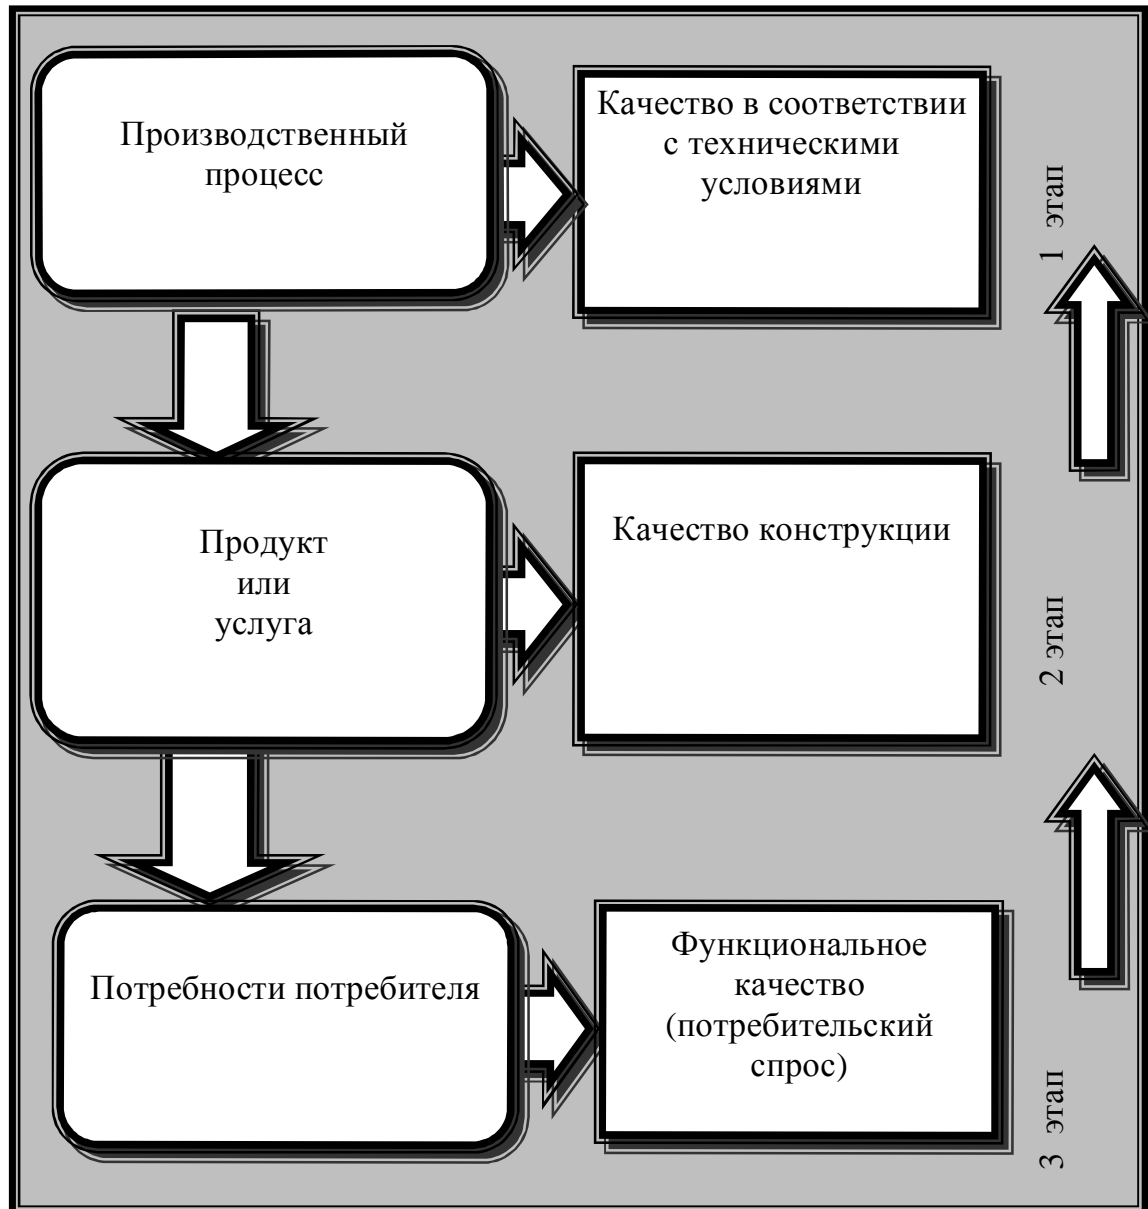 Производственный
процесс
Качество в соответствии
с техническими
условиями
1 этап
Продукт
или
услуга
Качество конструкции
2 этап
Потребности потребителя
Функциональное
качество
(потребительский
спрос)
3 этап